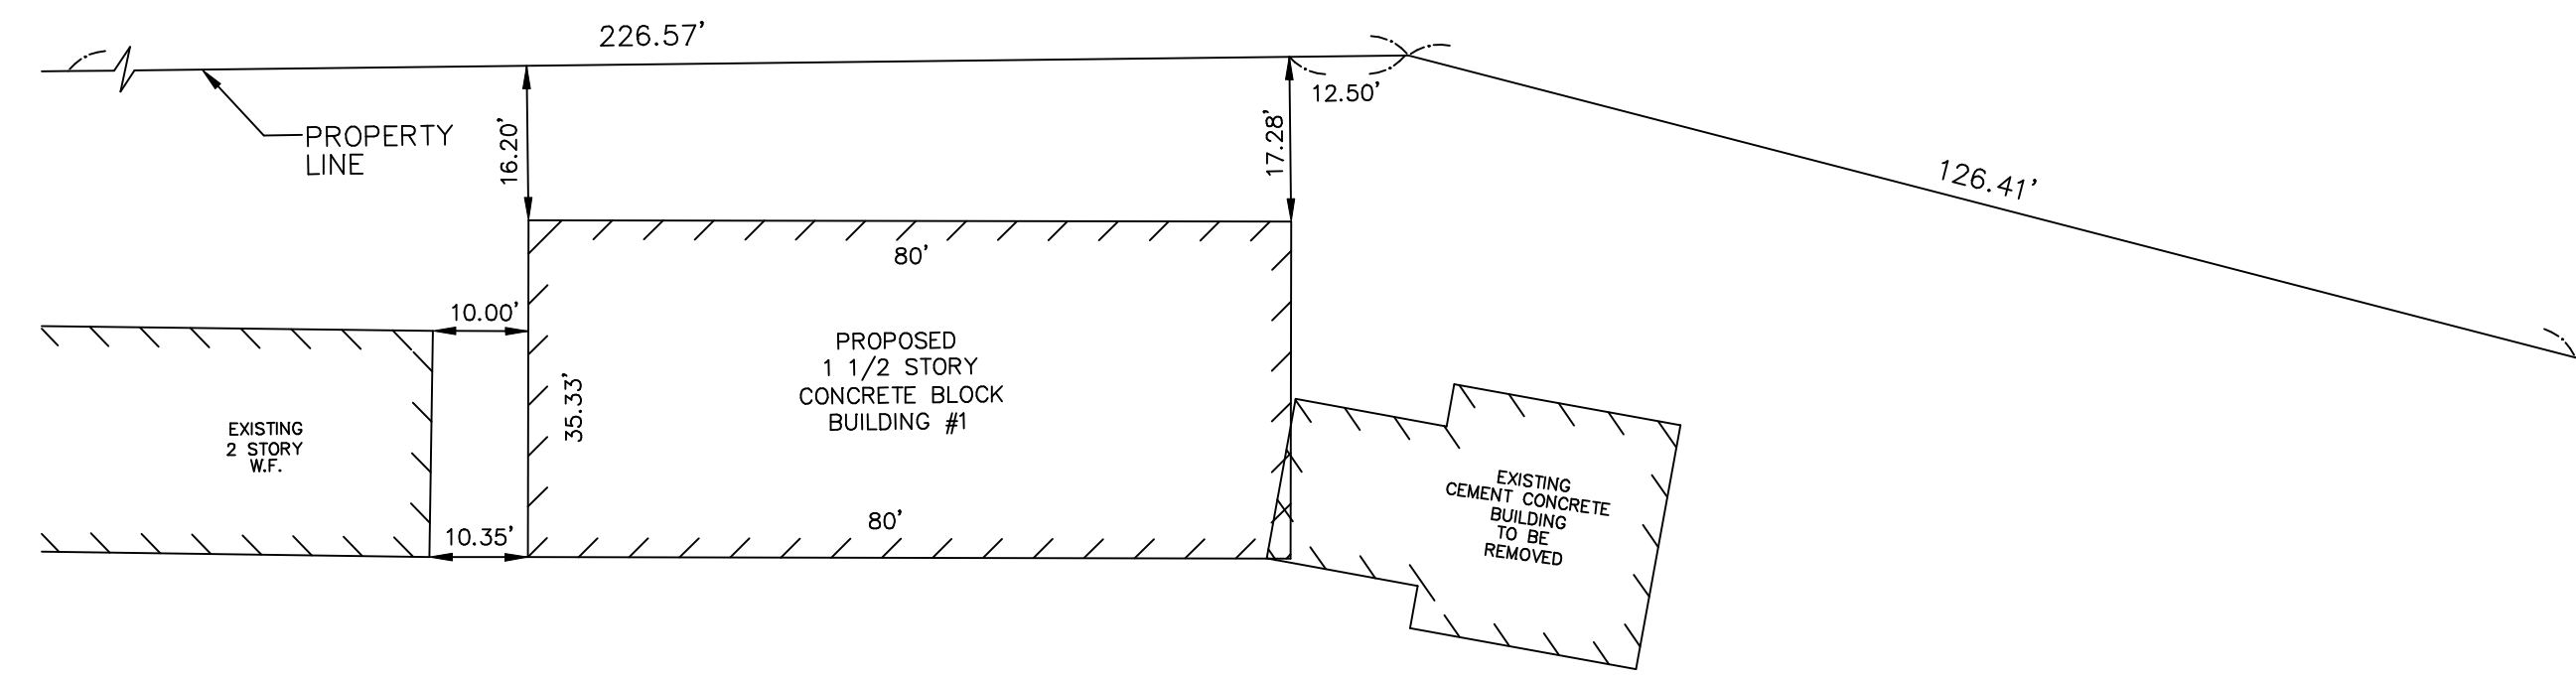 226.57'
12.50'
PROPERTY
LINE
16.20'
17.28'
126.41'
80'
10.00'
PROPOSED
1 1/2 STORY
CONCRETE BLOCK
BUILDING #1
35.33'
EXISTING
2 STORY
W.F.
EXISTING
CEMENT CONCRETE
BUILDING
TO BE
REMOVED
80'
10.35'